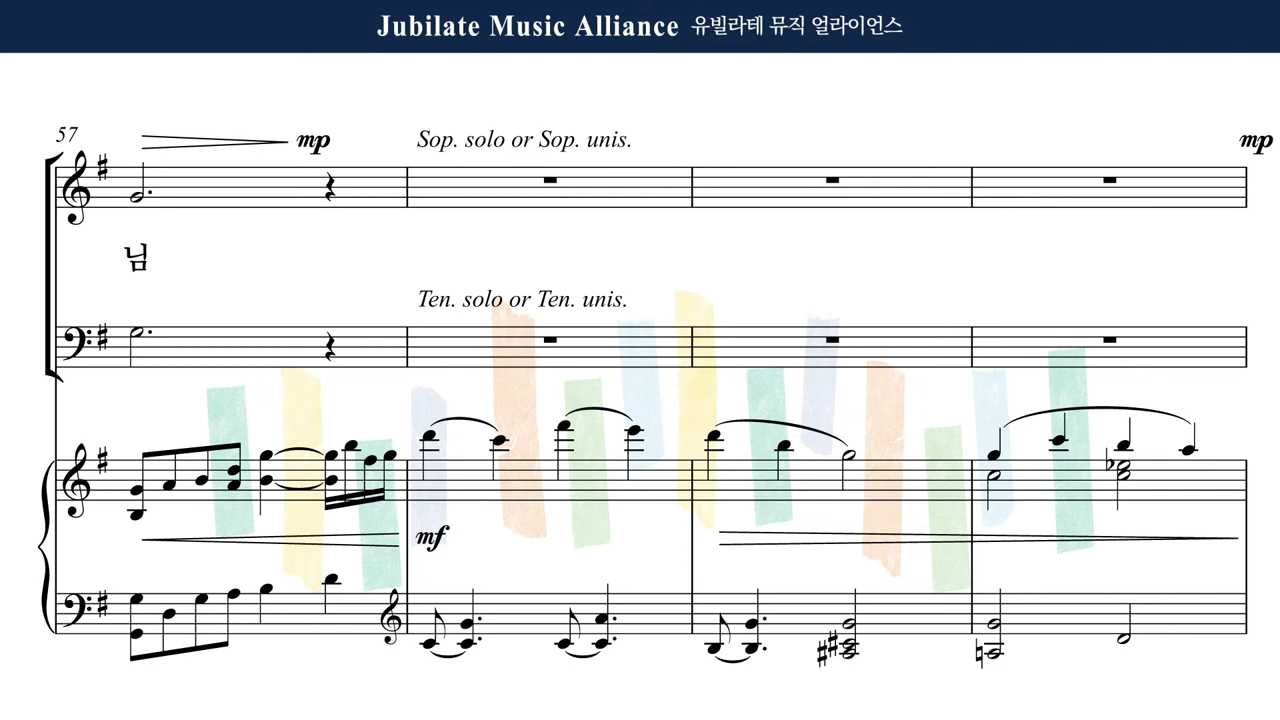 Jubilate Music Alliance 유빌라테 뮤직 얼라이언스
57
mp
Sop. solo or Sop. unis.
mp
님
Ten. solo or Ten. unis.
mf